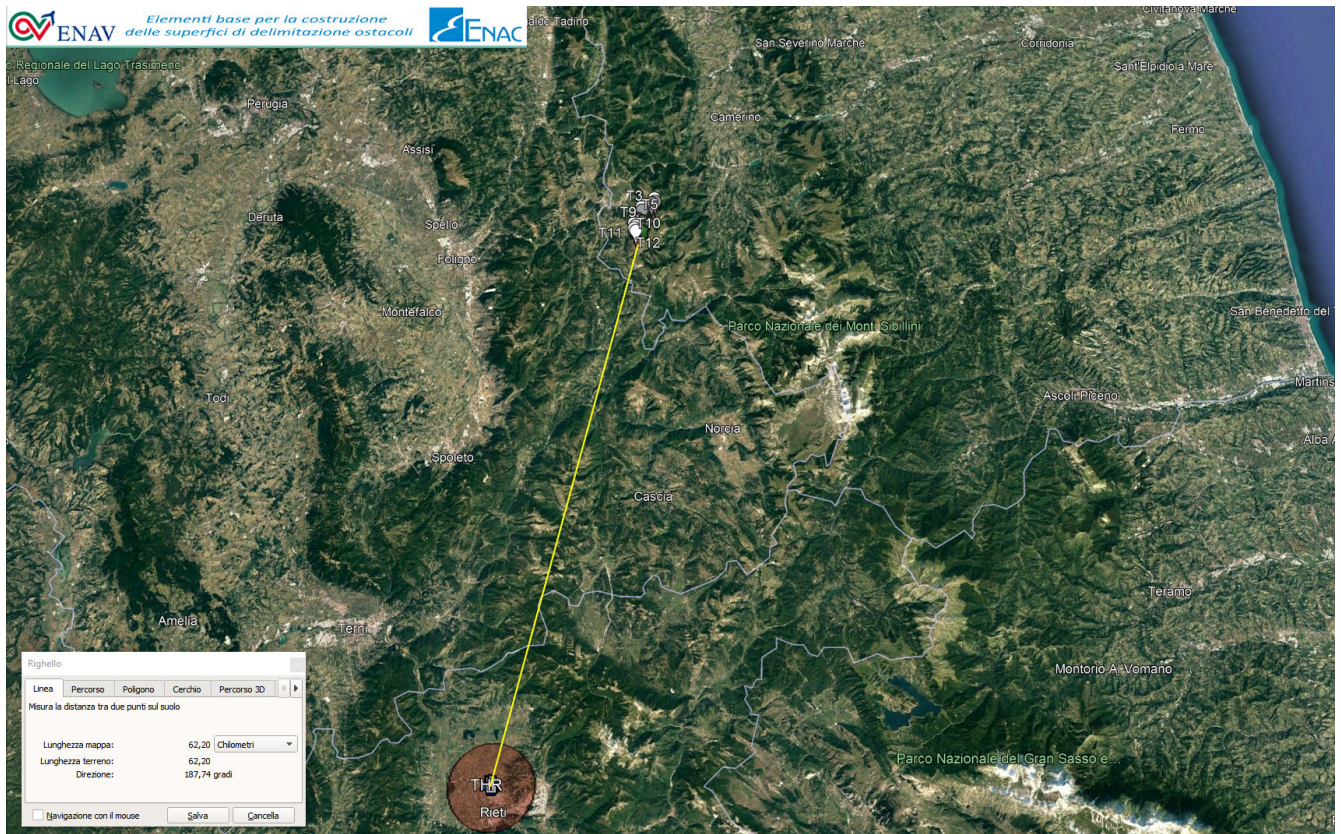 ENAV
Elementi base per la costruzione
delle superfici di delimitazione ostacoli
ENAC
aldo Tadino
Civitanova Marche
San Severino Marche
Corridonia
o Regionale del Lago Trasimeno
l Lago
Sant'Elpidio a Mare
Perugia
Camerino
Fermo
Assisi
T3
T5
T9
Deruta
Spello
T10
T11
T12
Foligno
Montefalco
San Benedetto del
Parco Nazionale dei Monti Sibillini
Martins
Todi
Ascoli Piceno
Norcia
Alba A
Spoleto
Cascia
Teramo
Amelia
Terni
Montorio Al Vomano
Righello
Linea
Percorso
Poligono
Cerchio
Percorso 3D
Misura la distanza tra due punti sul suolo
Lunghezza mappa: 62,20 Chilometri
Lunghezza terreno: 62,20
Direzione: 187,74 gradi
Navigazione con il mouse
Salva
Cancella
Parco Nazionale del Gran Sasso e...
THR
Rieti